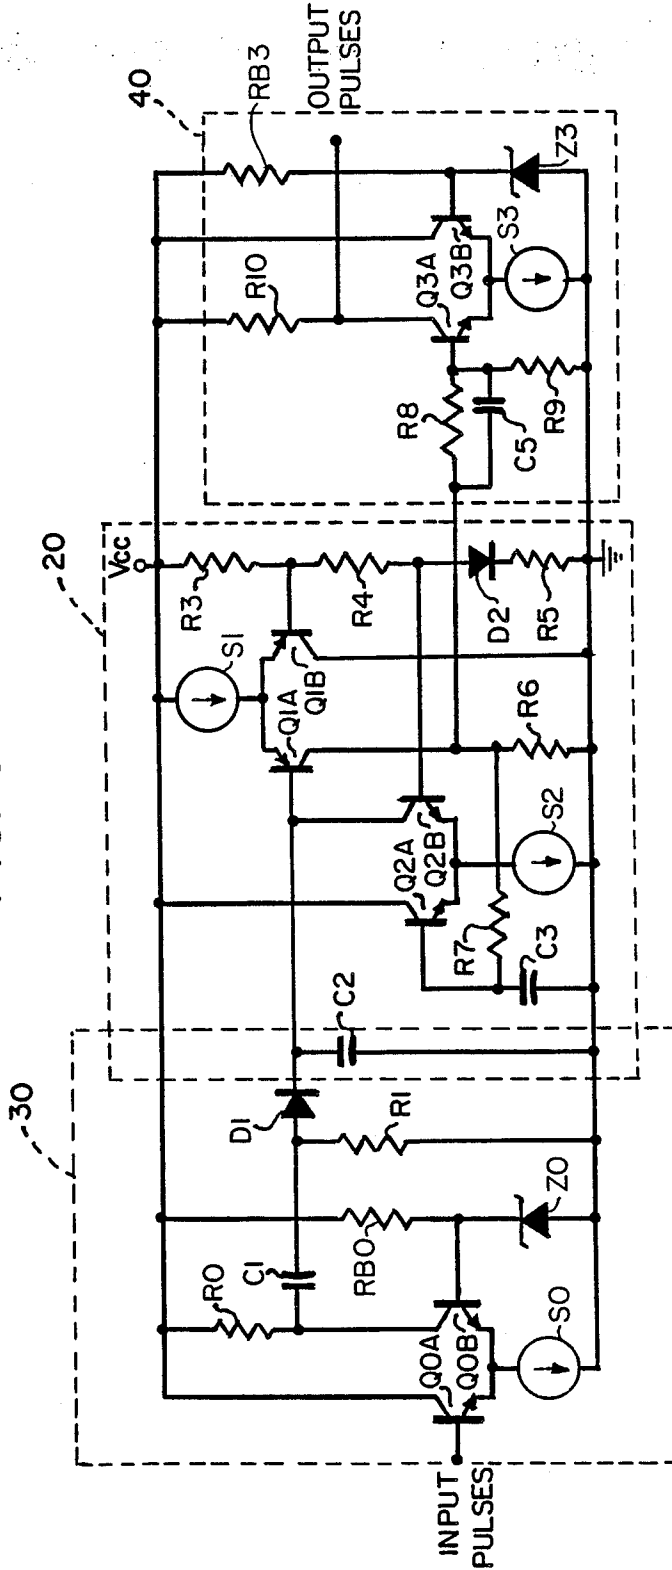 30
20
40
INPUT
PULSES
Q0A
Q0B
S0
R0
C1
RB0
Z0
D1
R1
C2
Q2A
Q2B
R7
C3
S2
R6
Q1A
Q1B
S1
Vcc
R3
R4
D2
R5
R8
C5
R9
R10
Q3A
Q3B
S3
RB3
Z3
OUTPUT
PULSES